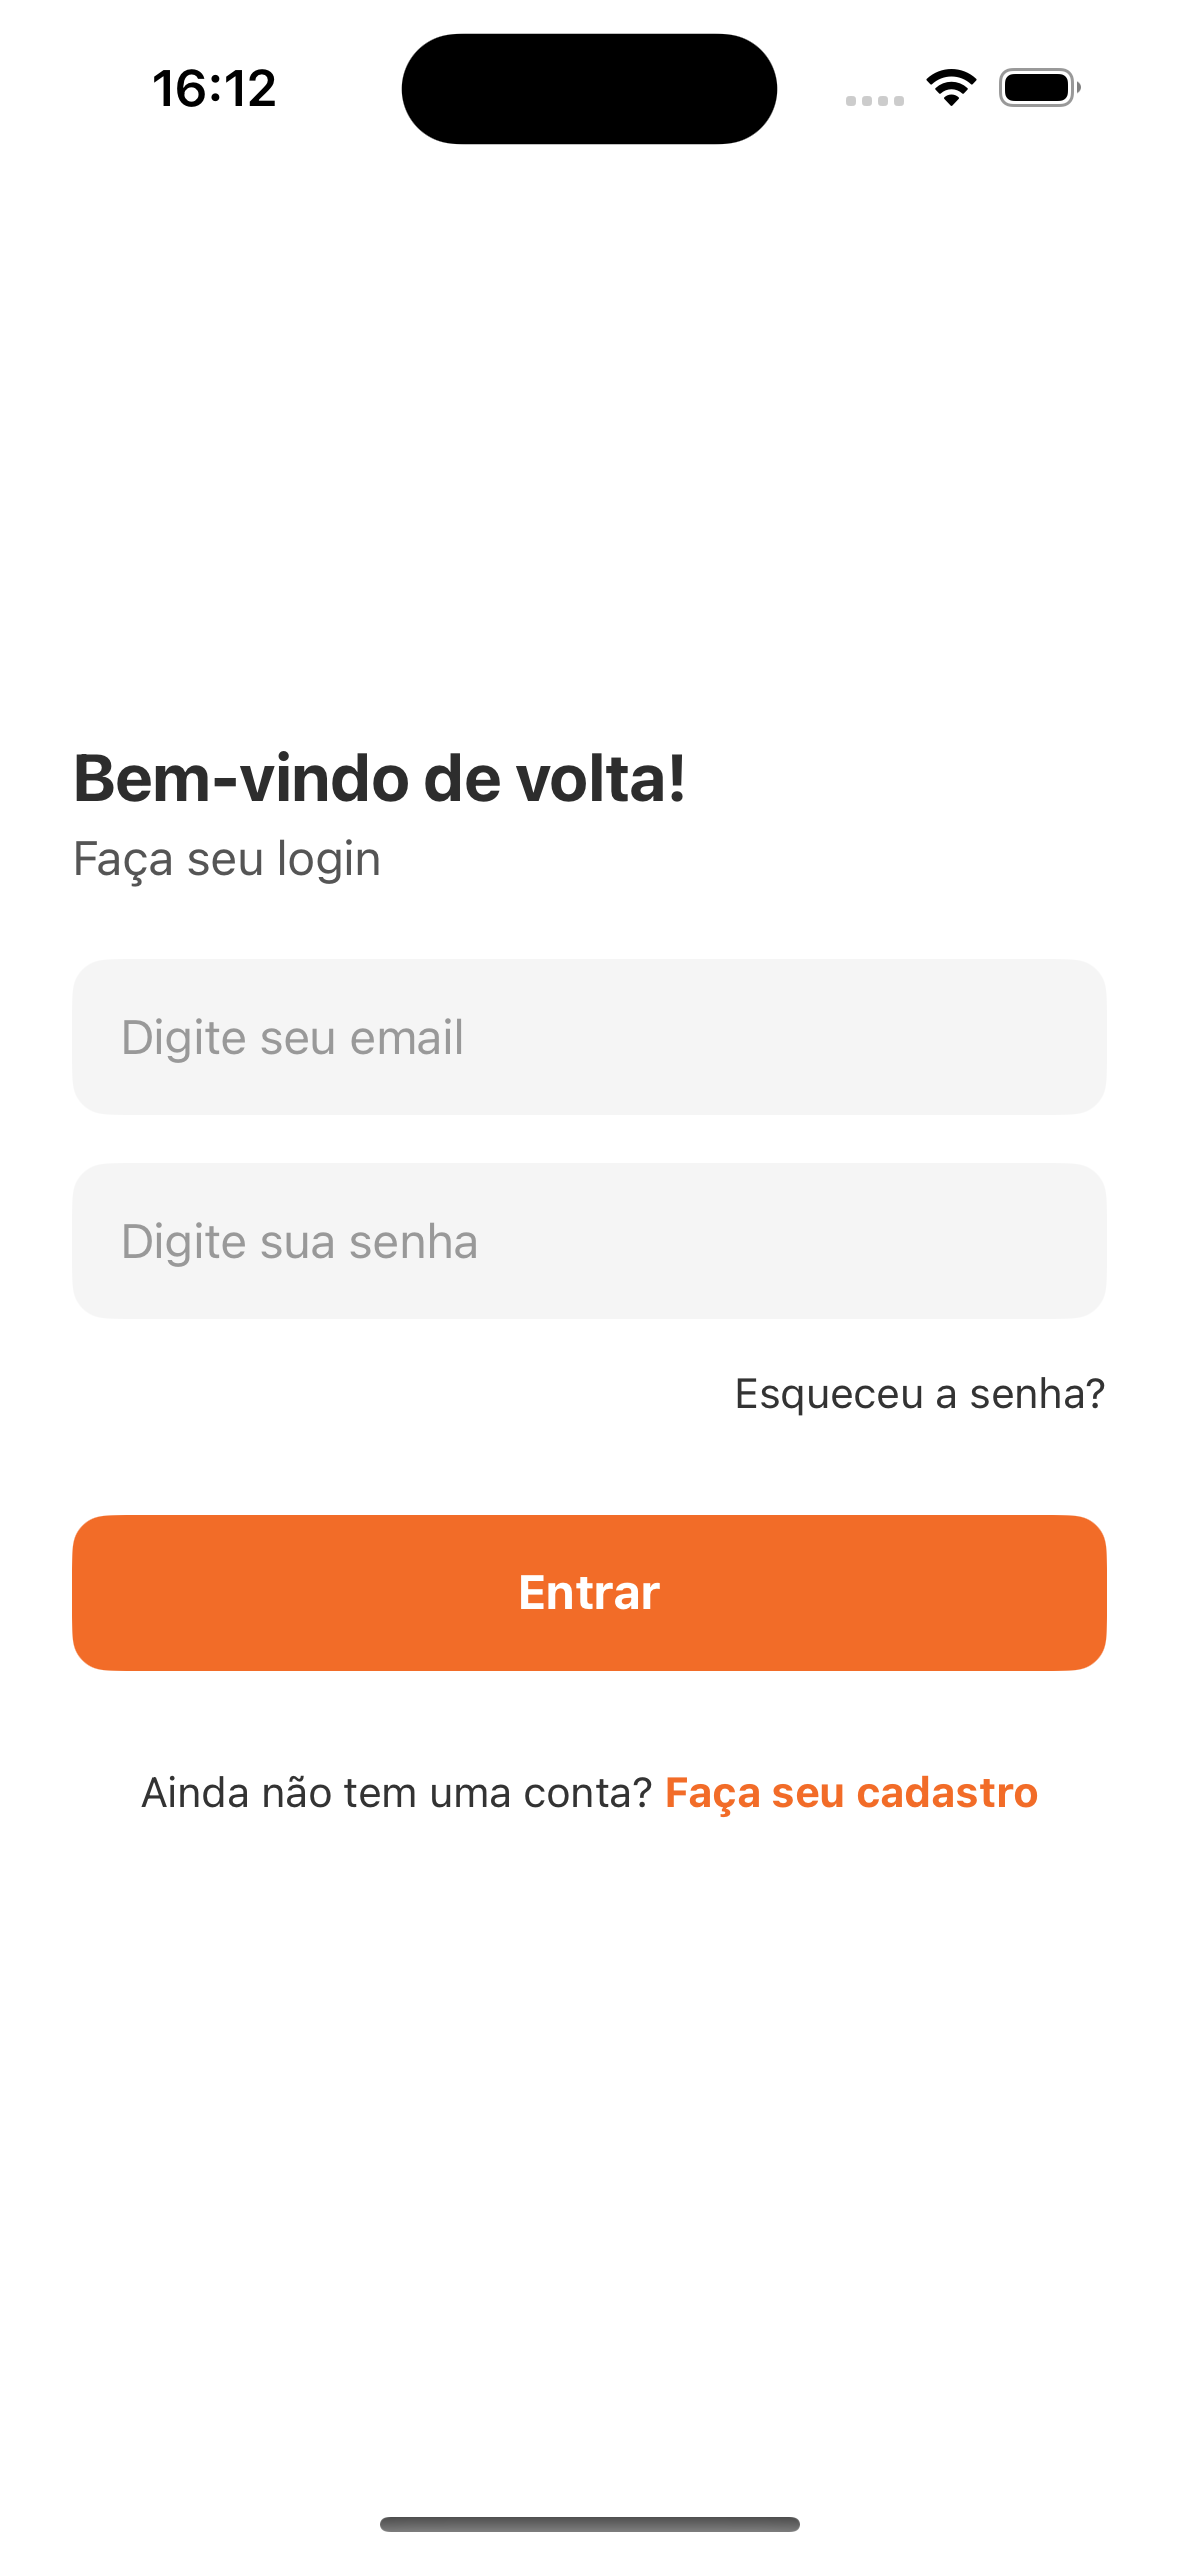 16:12
Bem-vindo de volta!
Faça seu login
Digite seu email
Digite sua senha
Esqueceu a senha?
Entrar
Ainda não tem uma conta? Faça seu cadastro